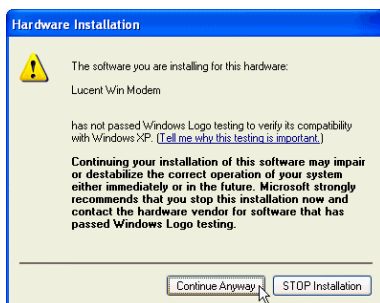 Hardware Installation
The software you are installing for this hardware:
Lucent Win Modem
has not passed Windows Logo testing to verify its compatibility
with Windows XP. (Tell me why this testing is important.)
Continuing your installation of this software may impair
or destabilize the correct operation of your system
either immediately or in the future. Microsoft strongly
recommends that you stop this installation now and
contact the hardware vendor for software that has
passed Windows Logo testing.
Continue Anyway
STOP Installation